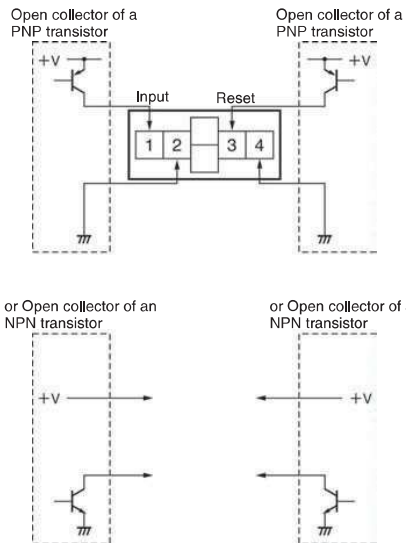 Open collector of a
PNP transistor
+V
Input
1 2
Open collector of a
PNP transistor
+V
Reset
3 4
or Open collector of an
NPN transistor
+V
or Open collector of
NPN transistor
+V